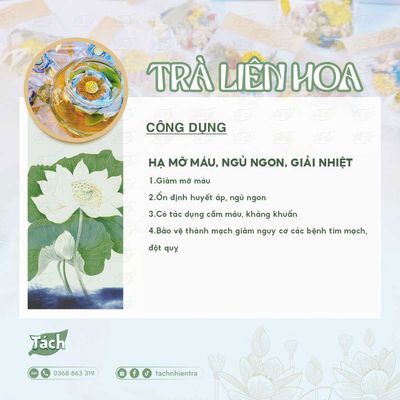 TRÀ LIÊN HOA
CÔNG DỤNG
HẠ MỠ MÁU, NGỦ NGON, GIẢI NHIỆT
1.Giảm mỡ máu
2.Ổn định huyết áp, ngủ ngon
3.Có tác dụng cầm máu, kháng khuẩn
4.Bảo vệ thành mạch giảm nguy cơ các bệnh tim mạch,
đột quỵ
Tách
0368 863 319
tachnhientra